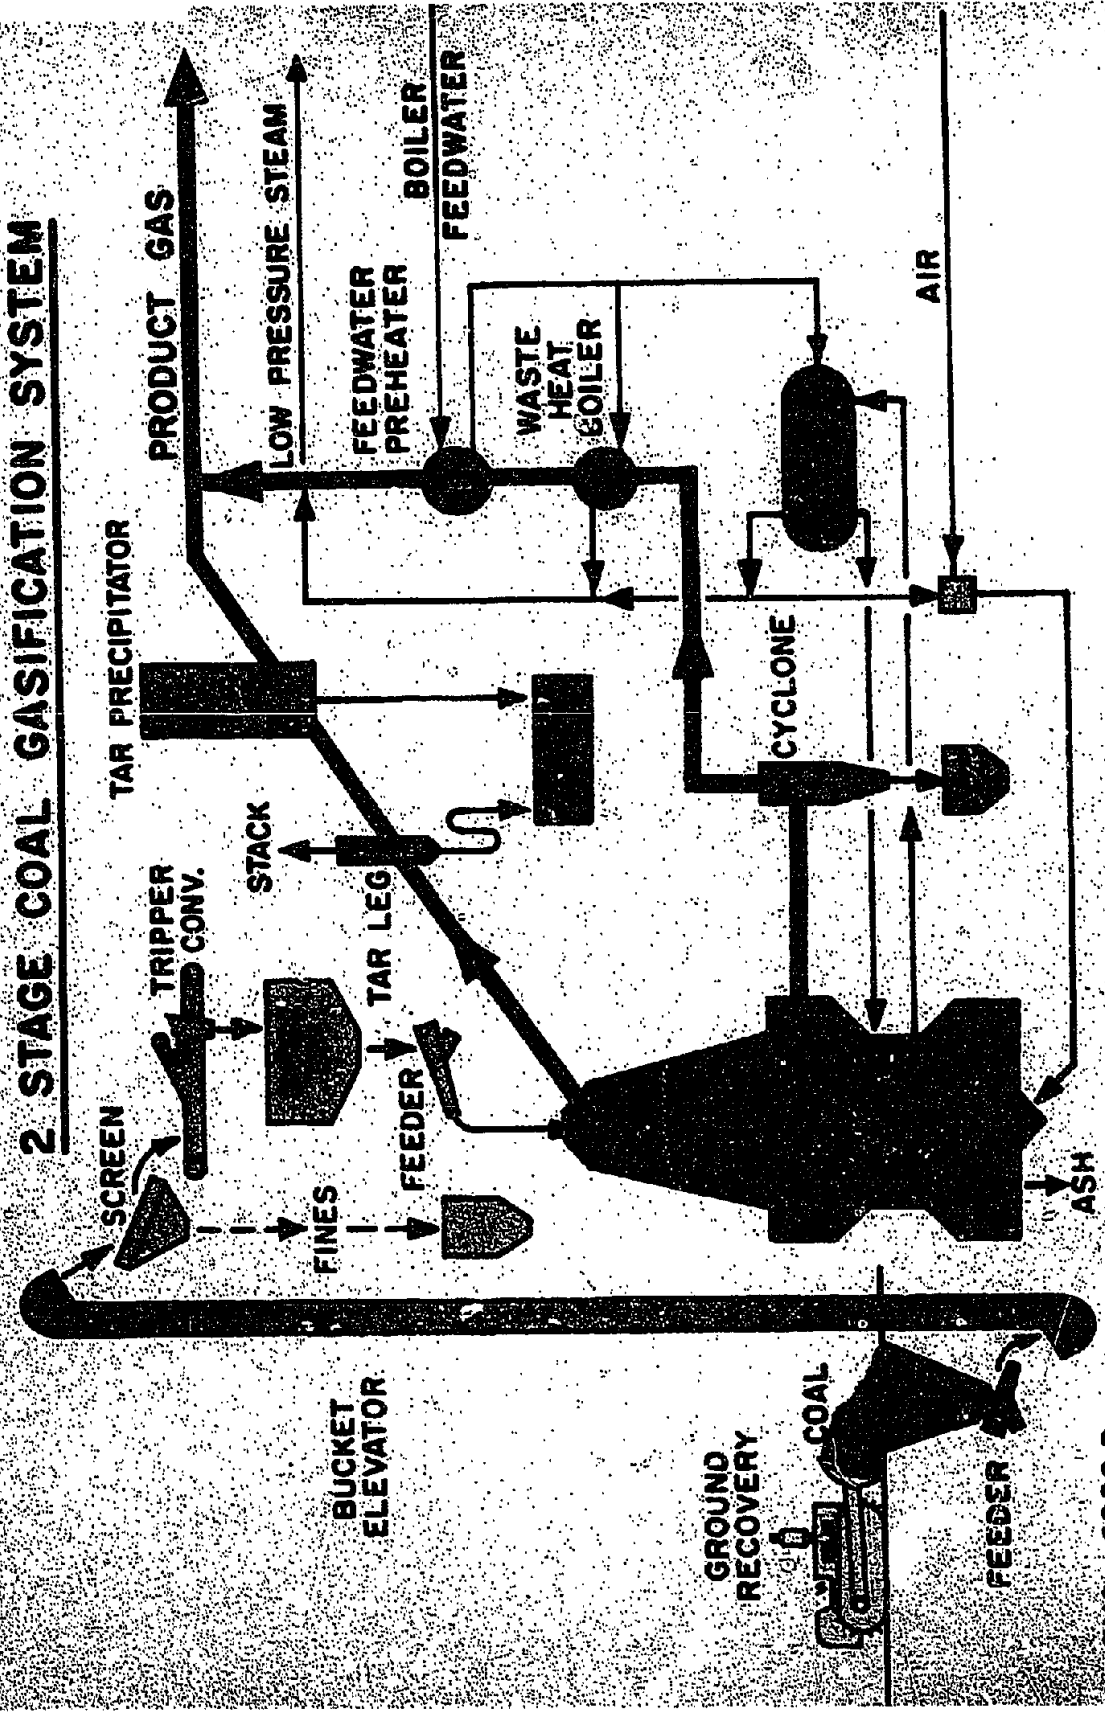 2 STAGE COAL GASIFICATION SYSTEM
SCREEN
TRIPPER
CONV.
TAR PRECIPITATOR
PRODUCT GAS
STACK
LOW PRESSURE STEAM
FINES
FEEDER
TAR LEG
FEEDWATER
PREHEATER
BOILER
FEEDWATER
BUCKET
ELEVATOR
WASTE
HEAT
BOILER
CYCLONE
AIR
GROUND
RECOVERY
COAL
FEEDER
ASH